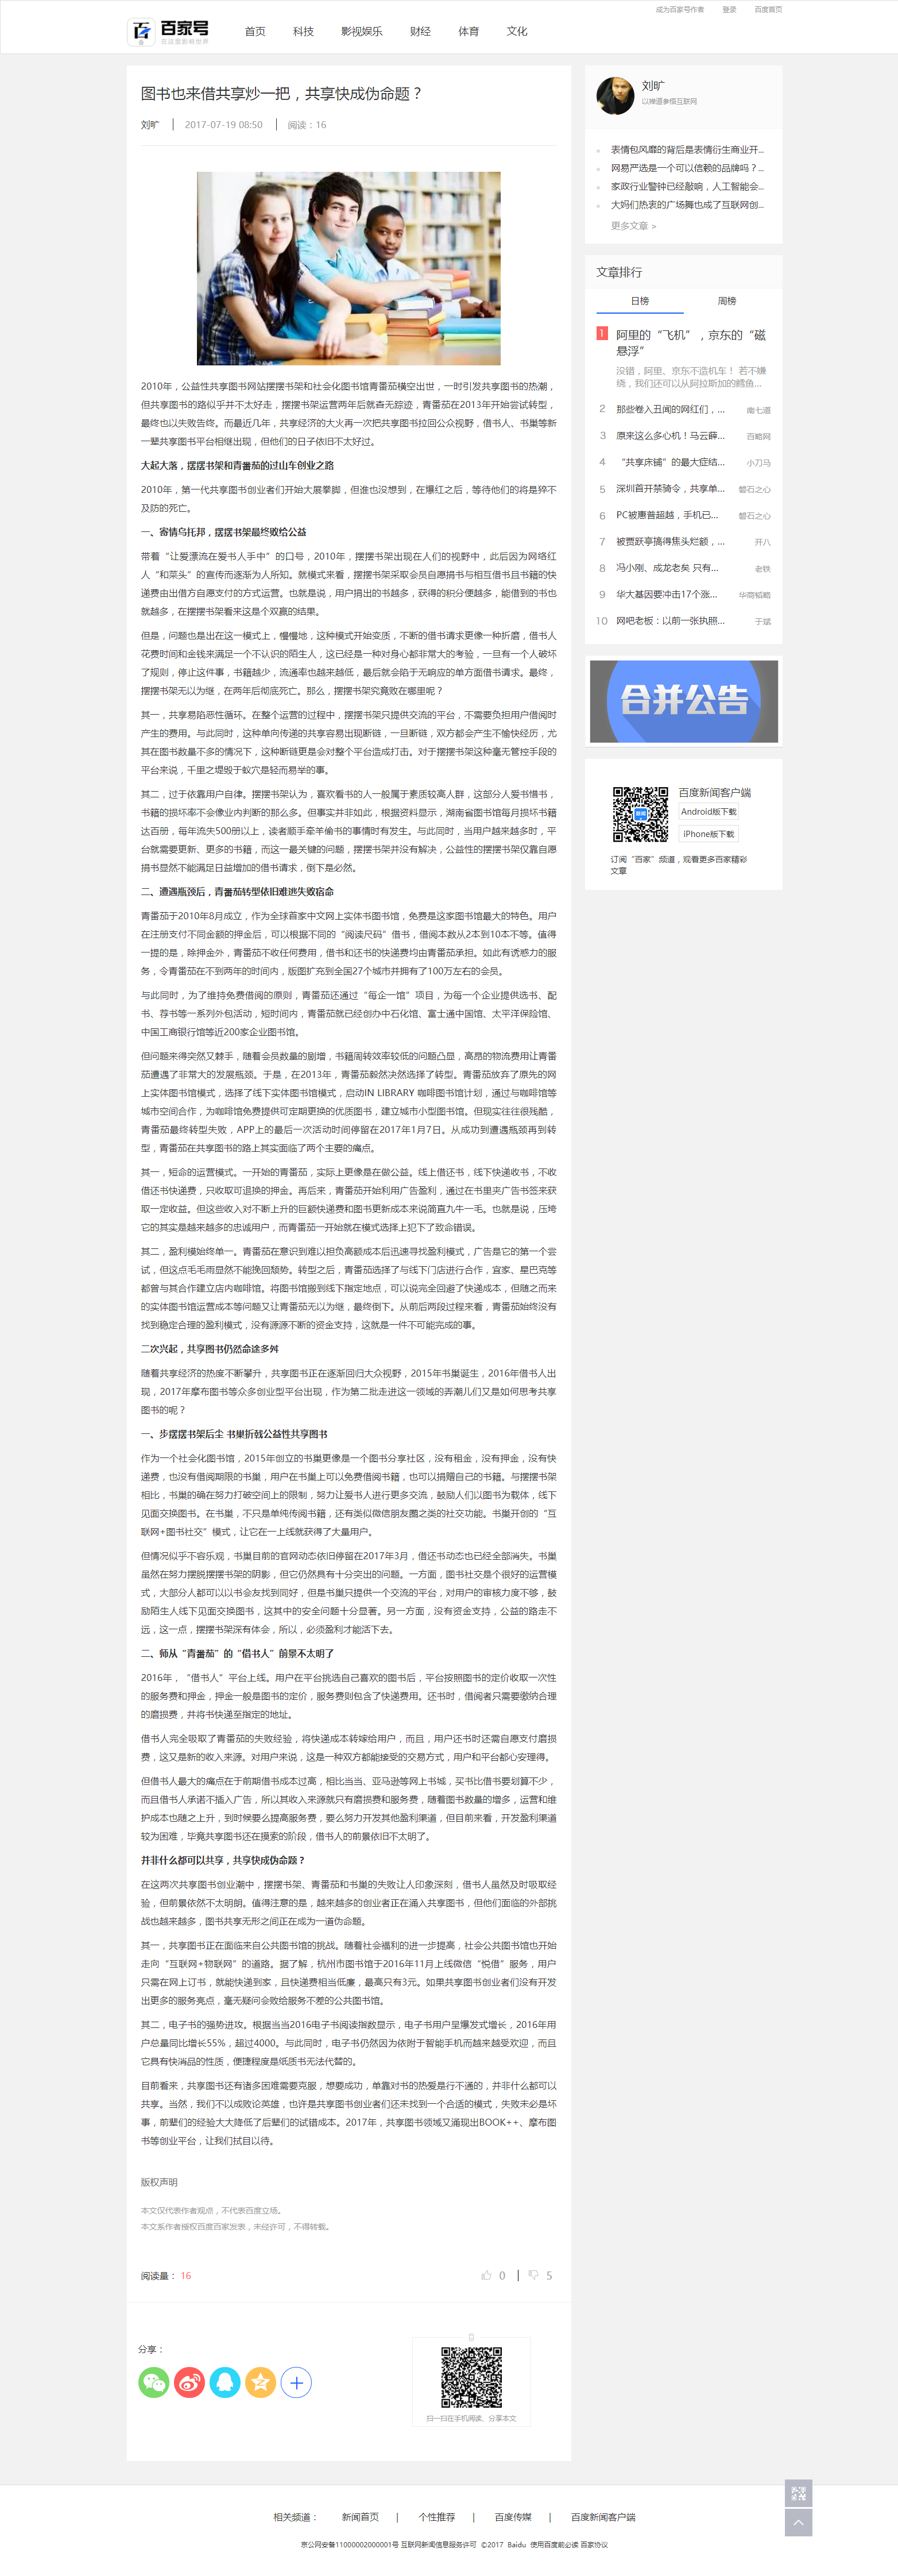 成为百家号作者 登录 百度首页
百家号
首页 科技 影视娱乐 财经 体育 文化
图书也来借共享炒一把，共享快成伪命题？
刘旷 2017-07-19 08:50 阅读：16
2010年，公益性共享图书网站摆摆书架和社会化图书馆青番茄横空出世，一时引发共享图书的热潮，
但共享图书的路似乎并不太好走，摆摆书架运营两年后就杳无踪迹，青番茄在2013年开始尝试转型，
最终也以失败告终。而最近几年，共享经济的大火再一次把共享图书拉回公众视野，借书人、书巢等新
一辈共享图书平台相继出现，但他们的日子依旧不太好过。
大起大落，摆摆书架和青番茄的过山车创业之路
2010年，第一代共享图书创业者们开始大展拳脚，但谁也没想到，在爆红之后，等待他们的将是猝不
及防的死亡。
一、寄情乌托邦，摆摆书架最终败给公益
带着“让爱漂流在爱书人手中”的口号，2010年，摆摆书架出现在人们的视野中，此后因为网络红
人“和菜头”的宣传而逐渐为人所知。就模式来看，摆摆书架采取会员自愿捐书与相互借书且书籍的快
递费由出借方自愿支付的方式运营。也就是说，用户捐出的书越多，获得的积分便越多，能借到的书也
就越多，在摆摆书架看来这是个双赢的结果。
但是，问题也是出在这一模式上，慢慢地，这种模式开始变质，不断的借书请求更像一种折磨，借书人
花费时间和金钱来满足一个不认识的陌生人，这已经是一种对身心都非常大的考验，一旦有一个人破坏
了规则，停止这件事，书籍越少，流通率也越来越低，最后就会陷于无响应的单方面借书请求。最终，
摆摆书架无以为继，在两年后彻底死亡。那么，摆摆书架究竟败在哪里呢？
其一，共享易陷恶性循环。在整个运营的过程中，摆摆书架只提供交流的平台，不需要负担用户借阅时
产生的费用。与此同时，这种单向传递的共享容易出现断链，一旦断链，双方都会产生不愉快经历，尤
其在图书数量不多的情况下，这种断链更是会对整个平台造成打击。对于摆摆书架这种毫无管控手段的
平台来说，千里之堤毁于蚁穴是轻而易举的事。
其二，过于依靠用户自律。摆摆书架认为，喜欢看书的人一般属于素质较高人群，这部分人爱书惜书，
书籍的损坏率不会像业内判断的那么多。但事实并非如此，根据资料显示，湖南省图书馆每月损坏书籍
达百册，每年流失500册以上，读者顺手牵羊偷书的事情时有发生。与此同时，当用户越来越多时，平
台就需要更新、更多的书籍，而这一最关键的问题，摆摆书架并没有解决，公益性的摆摆书架仅靠自愿
捐书显然不能满足日益增加的借书请求，倒下是必然。
二、遭遇瓶颈后，青番茄转型依旧难逃失败宿命
青番茄于2010年8月成立，作为全球首家中文网上实体书图书馆，免费是这家图书馆最大的特色。用户
在注册支付不同金额的押金后，可以根据不同的“阅读尺码”借书，借阅本数从2本到10本不等。值得
一提的是，除押金外，青番茄不收任何费用，借书和还书的快递费均由青番茄承担。如此有诱惑力的服
务，令青番茄在不到两年的时间内，版图扩充到全国27个城市并拥有了100万左右的会员。
与此同时，为了维持免费借阅的原则，青番茄还通过“每企一馆”项目，为每一个企业提供选书、配
书、荐书等一系列外包活动，短时间内，青番茄就已经创办中石化馆、富士通中国馆、太平洋保险馆、
中国工商银行馆等近200家企业图书馆。
但问题来得突然又棘手，随着会员数量的剧增，书籍周转效率较低的问题凸显，高昂的物流费用让青番
茄遭遇了非常大的发展瓶颈。于是，在2013年，青番茄毅然决然选择了转型。青番茄放弃了原先的网
上实体图书馆模式，选择了线下实体图书馆模式，启动IN LIBRARY 咖啡图书馆计划，通过与咖啡馆等
城市空间合作，为咖啡馆免费提供可定期更换的优质图书，建立城市小型图书馆。但现实往往很残酷，
青番茄最终转型失败，APP上的最后一次活动时间停留在2017年1月7日。从成功到遭遇瓶颈再到转
型，青番茄在共享图书的路上其实面临了两个主要的痛点。
其一，短命的运营模式。一开始的青番茄，实际上更像是在做公益。线上借还书，线下快递收书，不收
借还书快递费，只收取可退换的押金。再后来，青番茄开始利用广告盈利，通过在书里夹广告书签来获
取一定收益。但这些收入对不断上升的巨额快递费和图书更新成本来说简直九牛一毛。也就是说，压垮
它的其实是越来越多的忠诚用户，而青番茄一开始就在模式选择上犯下了致命错误。
其二，盈利模始终单一。青番茄在意识到难以担负高额成本后迅速寻找盈利模式，广告是它的第一个尝
试，但这点毛毛雨显然不能挽回颓势。转型之后，青番茄选择了与线下门店进行合作，宜家、星巴克等
都曾与其合作建立店内咖啡馆。将图书馆搬到线下指定地点，可以说完全回避了快递成本，但随之而来
的实体图书馆运营成本等问题又让青番茄无以为继，最终倒下。从前后两段过程来看，青番茄始终没有
找到稳定合理的盈利模式，没有源源不断的资金支持，这就是一件不可能完成的事。
二次兴起，共享图书仍然命途多舛
随着共享经济的热度不断攀升，共享图书正在逐渐回归大众视野，2015年书巢诞生，2016年借书人出
现，2017年摩布图书等众多创业型平台出现，作为第二批走进这一领域的弄潮儿们又是如何思考共享
图书的呢？
一、步摆摆书架后尘 书巢折戟公益性共享图书
作为一个社会化图书馆，2015年创立的书巢更像是一个图书分享社区，没有租金，没有押金，没有快
递费，也没有借阅期限的书巢，用户在书巢上可以免费借阅书籍，也可以捐赠自己的书籍。与摆摆书架
相比，书巢的确在努力打破空间上的限制，努力让爱书人进行更多交流，鼓励人们以图书为载体，线下
见面交换图书。在书巢，不只是单纯传阅书籍，还有类似微信朋友圈之类的社交功能。书巢开创的“互
联网+图书社交”模式，让它在一上线就获得了大量用户。
但情况似乎不容乐观，书巢目前的官网动态依旧停留在2017年3月，借还书动态也已经全部消失。书巢
虽然在努力摆脱摆摆书架的阴影，但它仍然具有十分突出的问题。一方面，图书社交是个很好的运营模
式，大部分人都可以以书会友找到同好，但是书巢只提供一个交流的平台，对用户的审核力度不够，鼓
励陌生人线下见面交换图书，这其中的安全问题十分显著。另一方面，没有资金支持，公益的路走不
远，这一点，摆摆书架深有体会，所以，必须盈利才能活下去。
二、师从“青番茄”的“借书人”前景不太明了
2016年，“借书人”平台上线。用户在平台挑选自己喜欢的图书后，平台按照图书的定价收取一次性
的服务费和押金，押金一般是图书的定价，服务费则包含了快递费用。还书时，借阅者只需要缴纳合理
的磨损费，并将书快递至指定的地址。
借书人完全吸取了青番茄的失败经验，将快递成本转嫁给用户，而且，用户还书时还需自愿支付磨损
费，这又是新的收入来源。对用户来说，这是一种双方都能接受的交易方式，用户和平台都心安理得。
但借书人最大的痛点在于前期借书成本过高，相比当当、亚马逊等网上书城，买书比借书要划算不少，
而且借书人承诺不插入广告，所以其收入来源就只有磨损费和服务费，随着图书数量的增多，运营和维
护成本也随之上升，到时候要么提高服务费，要么努力开发其他盈利渠道，但目前来看，开发盈利渠道
较为困难，毕竟共享图书还在摸索的阶段，借书人的前景依旧不太明了。
并非什么都可以共享，共享快成伪命题？
在这两次共享图书创业潮中，摆摆书架、青番茄和书巢的失败让人印象深刻，借书人虽然及时吸取经
验，但前景依然不太明朗。值得注意的是，越来越多的创业者正在涌入共享图书，但他们面临的外部挑
战也越来越多，图书共享无形之间正在成为一道伪命题。
其一，共享图书正在面临来自公共图书馆的挑战。随着社会福利的进一步提高，社会公共图书馆也开始
走向“互联网+物联网”的道路。据了解，杭州市图书馆于2016年11月上线微信“悦借”服务，用户
只需在网上订书，就能快递到家，且快递费相当低廉，最高只有3元。如果共享图书创业者们没有开发
出更多的服务亮点，毫无疑问会败给服务不差的公共图书馆。
其二，电子书的强势进攻。根据当当2016电子书阅读指数显示，电子书用户呈爆发式增长，2016年用
户总量同比增长55%，超过4000。与此同时，电子书仍然因为依附于智能手机而越来越受欢迎，而且
它具有快消品的性质，便捷程度是纸质书无法代替的。
目前看来，共享图书还有诸多困难需要克服，想要成功，单靠对书的热爱是行不通的，并非什么都可以
共享。当然，我们不以成败论英雄，也许是共享图书创业者们还未找到一个合适的模式，失败未必是坏
事，前辈们的经验大大降低了后辈们的试错成本。2017年，共享图书领域又涌现出BOOK++、摩布图
书等创业平台，让我们拭目以待。
版权声明
本文仅代表作者观点，不代表百度立场。
本文系作者授权百度百家发表，未经许可，不得转载。
阅读量： 16 0 | 5
分享：
扫一扫在手机阅读、分享本文
刘旷
以禅道参悟互联网
表情包风靡的背后是表情衍生商业开...
网易严选是一个可以信赖的品牌吗？...
家政行业警钟已经敲响，人工智能会...
大妈们热衷的广场舞也成了互联网创...
更多文章 >
文章排行
日榜 周榜
1 阿里的“飞机”，京东的“磁
悬浮”
没错，阿里、京东不造机车！ 若不嫌
绕，我们还可以从阿拉斯加的鳕鱼...
2 那些卷入丑闻的网红们，... 南七道
3 原来这么多心机！马云薛... 百略网
4 “共享床铺”的最大症结... 小刀马
5 深圳首开禁骑令，共享单... 磐石之心
6 PC被惠普超越，手机已... 磐石之心
7 被贾跃亭搞得焦头烂额，... 开八
8 冯小刚、成龙老矣 只有... 老铁
9 华大基因要冲击17个涨... 华商韬略
10 网吧老板：以前一张执照... 于斌
合并公告
百度新闻客户端
Android版下载
iPhone版下载
订阅“百家”频道，观看更多百家精彩
文章
相关频道： 新闻首页 | 个性推荐 | 百度传媒 | 百度新闻客户端
京公网安备11000002000001号 互联网新闻信息服务许可 ©2017 Baidu 使用百度前必读 百家协议